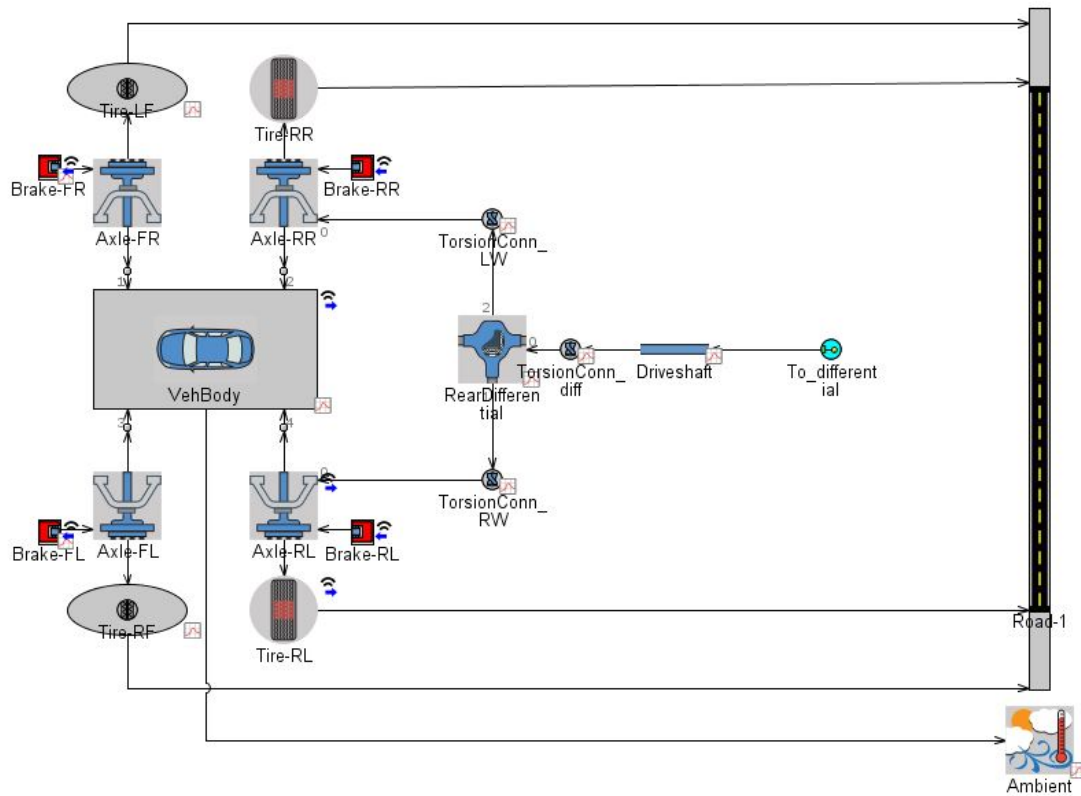 Tire-LF
Tire-RR
Brake-FR
Brake-RR
Axle-FR
Axle-RR
0
TorsionConn_
LW
1
2
2
0
VehBody
RearDifferen
tial
TorsionConn_
diff
Driveshaft
To_different
ial
3
4
0
TorsionConn_
RW
Brake-FL
Axle-FL
Axle-RL
Brake-RL
Tire-RF
Tire-RL
Road-1
Ambient